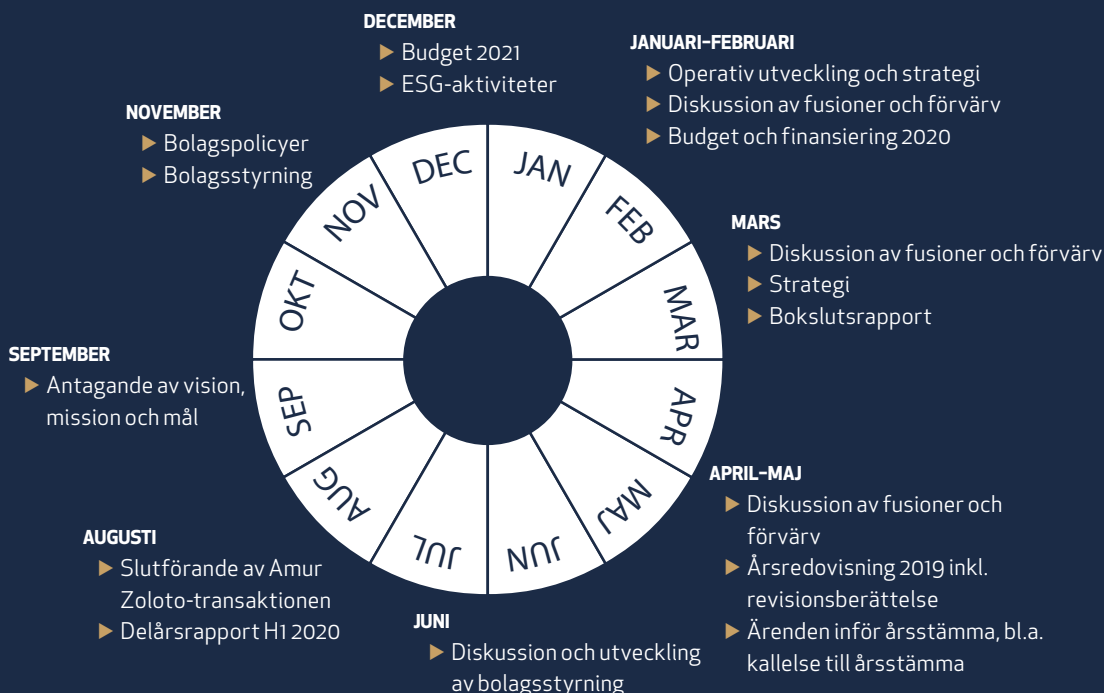 DECEMBER
▶ Budget 2021
▶ ESG-aktiviteter
JANUARI–FEBRUARI
▶ Operativ utveckling och strategi
▶ Diskussion av fusioner och förvärv
▶ Budget och finansiering 2020
NOVEMBER
▶ Bolagspolicyer
▶ Bolagsstyrning
MARS
▶ Diskussion av fusioner och förvärv
▶ Strategi
▶ Bokslutsrapport
SEPTEMBER
▶ Antagande av vision,
mission och mål
APRIL–MAJ
▶ Diskussion av fusioner och
förvärv
▶ Årsredovisning 2019 inkl.
revisionsberättelse
▶ Ärenden inför årsstämma, bl.a.
kallelse till årsstämma
AUGUSTI
▶ Slutförande av Amur
Zoloto-transaktionen
▶ Delårsrapport H1 2020
JUNI
▶ Diskussion och utveckling
av bolagsstyrning
JAN
FEB
MAR
APR
MAJ
JUN
JUL
AUG
SEP
OKT
NOV
DEC